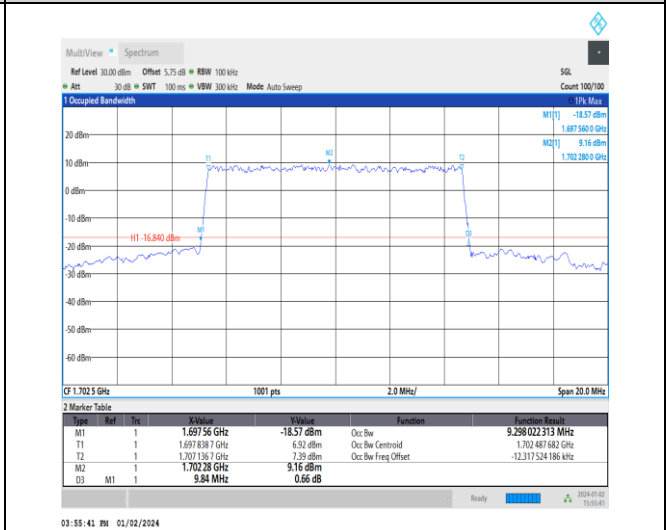 MultiView Spectrum
Ref Level 30.00 dBm Offset 5.75 dB RBW 100 kHz SGL
Att 30 dB SWT 100 ms VBW 300 kHz Mode Auto Sweep Count 100/100
1 Occupied Bandwidth 1Pk Max
M1[1] -18.57 dBm
1.697 560 0 GHz
M2[1] 9.16 dBm
1.702 280 0 GHz
20 dBm
10 dBm
0 dBm
-10 dBm
-20 dBm
-30 dBm
-40 dBm
-50 dBm
-60 dBm
T1 M2 T2
M1 D3
H1 -16.840 dBm
CF 1.702 5 GHz 1001 pts 2.0 MHz/ Span 20.0 MHz
2 Marker Table
Type Ref Trc X-Value Y-Value Function Function Result
M1 1 1.697 56 GHz -18.57 dBm Occ Bw 9.298 022 313 MHz
T1 1 1.697 838 7 GHz 6.92 dBm Occ Bw Centroid 1.702 487 682 GHz
T2 1 1.707 136 7 GHz 7.39 dBm Occ Bw Freq Offset -12.317 524 186 kHz
M2 1 1.702 28 GHz 9.16 dBm
D3 M1 1 9.84 MHz 0.66 dB
Ready 2024-01-02
15:55:41
03:55:41 PM 01/02/2024